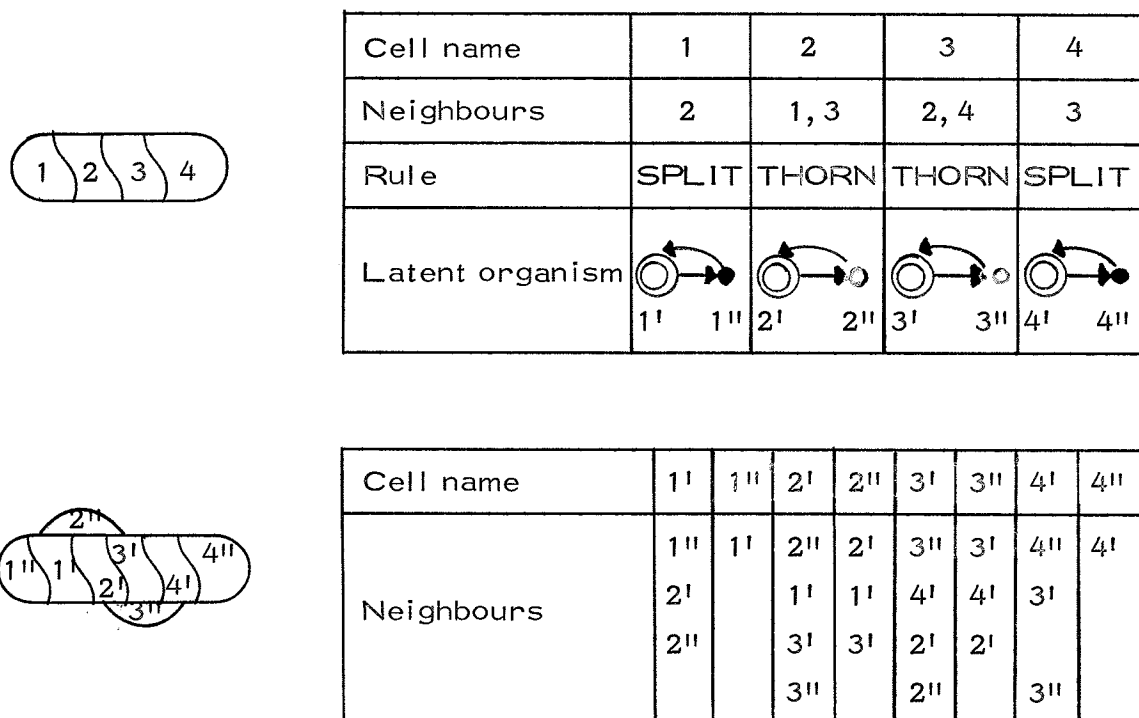 Cell name 1 2 3 4
Neighbours 2 1,3 2,4 3
1 2 3 4
Rule SPLIT THORN THORN SPLIT
Latent organism
1' 1" 2' 2" 3' 3" 4' 4"
Cell name 1' 1" 2' 2" 3' 3" 4' 4"
2"
1" 1' 2' 3' 4' 4"
3"
Neighbours
1" 1' 2" 2' 3" 3' 4" 4'
2' 1' 1' 4' 4' 3'
2" 3' 3' 2' 2'
3" 2" 3"